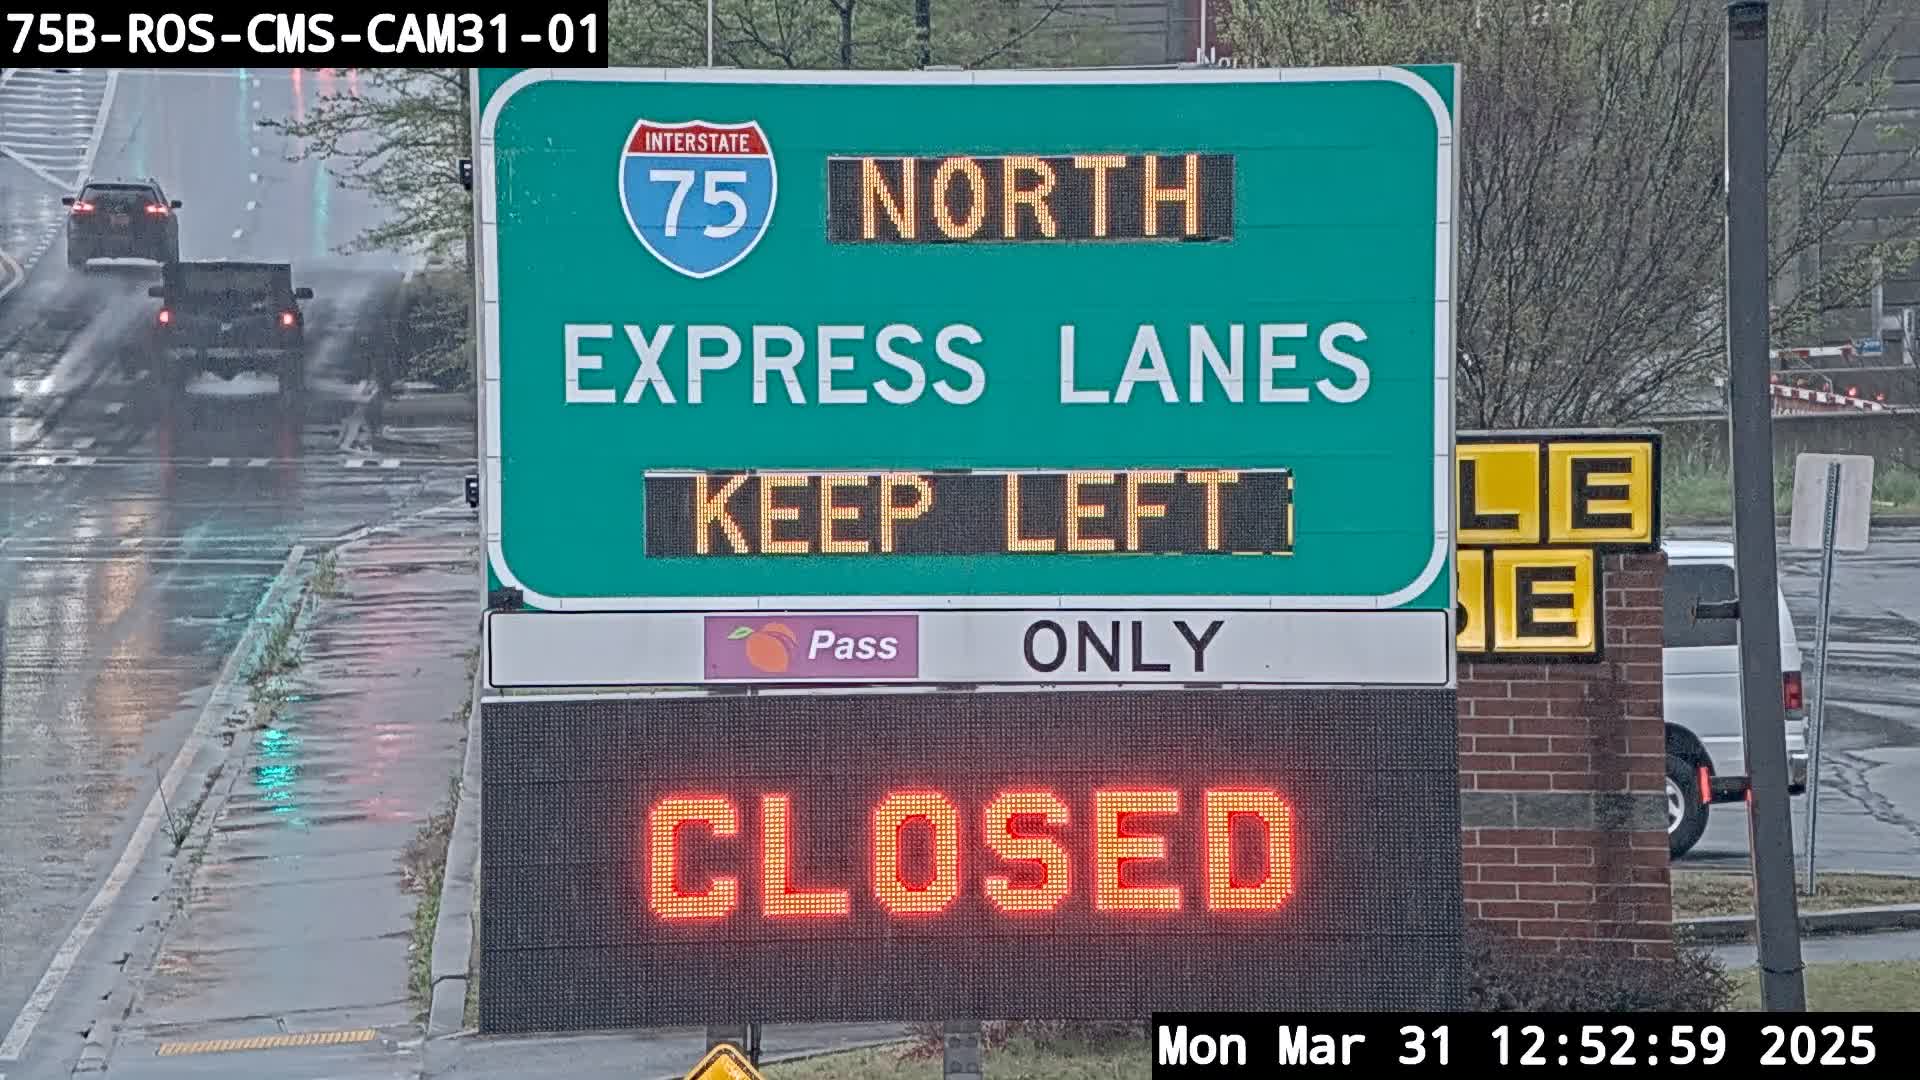 75B-ROS-CMS-CAM31-01
INTERSTATE
75
NORTH
EXPRESS LANES
KEEP LEFT
Pass ONLY
CLOSED
LE
E
Mon Mar 31 12:52:59 2025